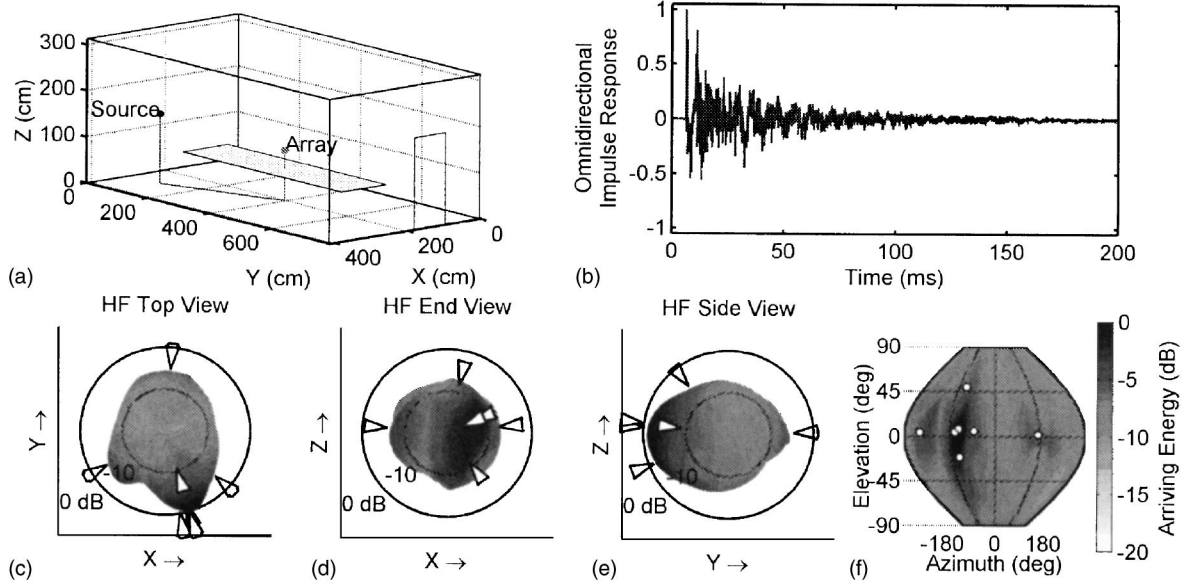 300
200
100
0
Z (cm)
Source
Array
0
200
400
600
Y (cm)
400
200
0
X (cm)
(a)
1
0.5
0
-0.5
-1
Omnidirectional
Impulse Response
0
50
100
150
200
Time (ms)
(b)
HF Top View
Y →
-10
0 dB
X →
(c)
HF End View
Z →
-10
0 dB
X →
(d)
HF Side View
Z →
-10
0 dB
Y →
(e)
90
45
0
-45
-90
Elevation (deg)
-180 0 180
Azimuth (deg)
(f)
0
-5
-10
-15
-20
Arriving Energy (dB)